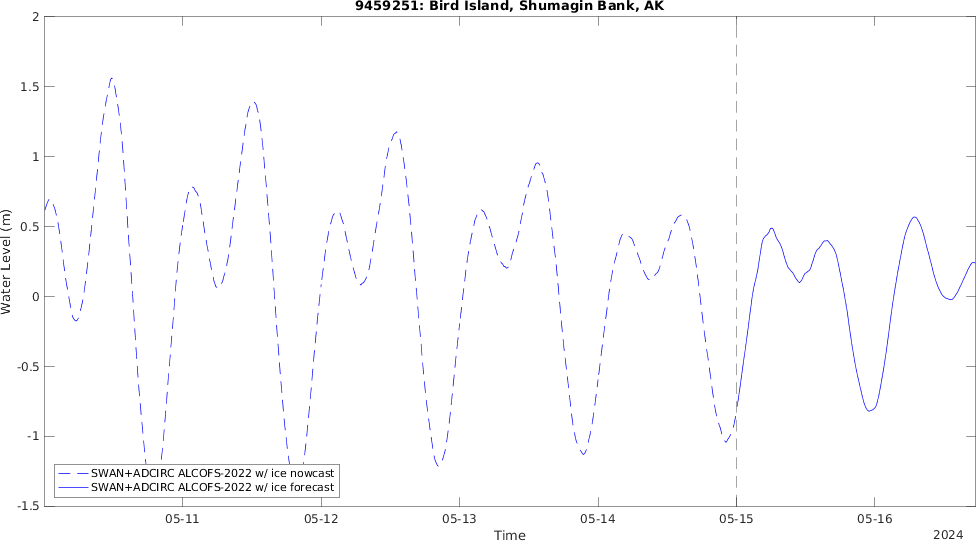 9459251: Bird Island, Shumagin Bank, AK
2
1.5
1
0.5
0
-0.5
-1
-1.5
Water Level (m)
SWAN+ADCIRC ALCOFS-2022 w/ ice nowcast
SWAN+ADCIRC ALCOFS-2022 w/ ice forecast
05-11 05-12 05-13 05-14 05-15 05-16
Time
2024